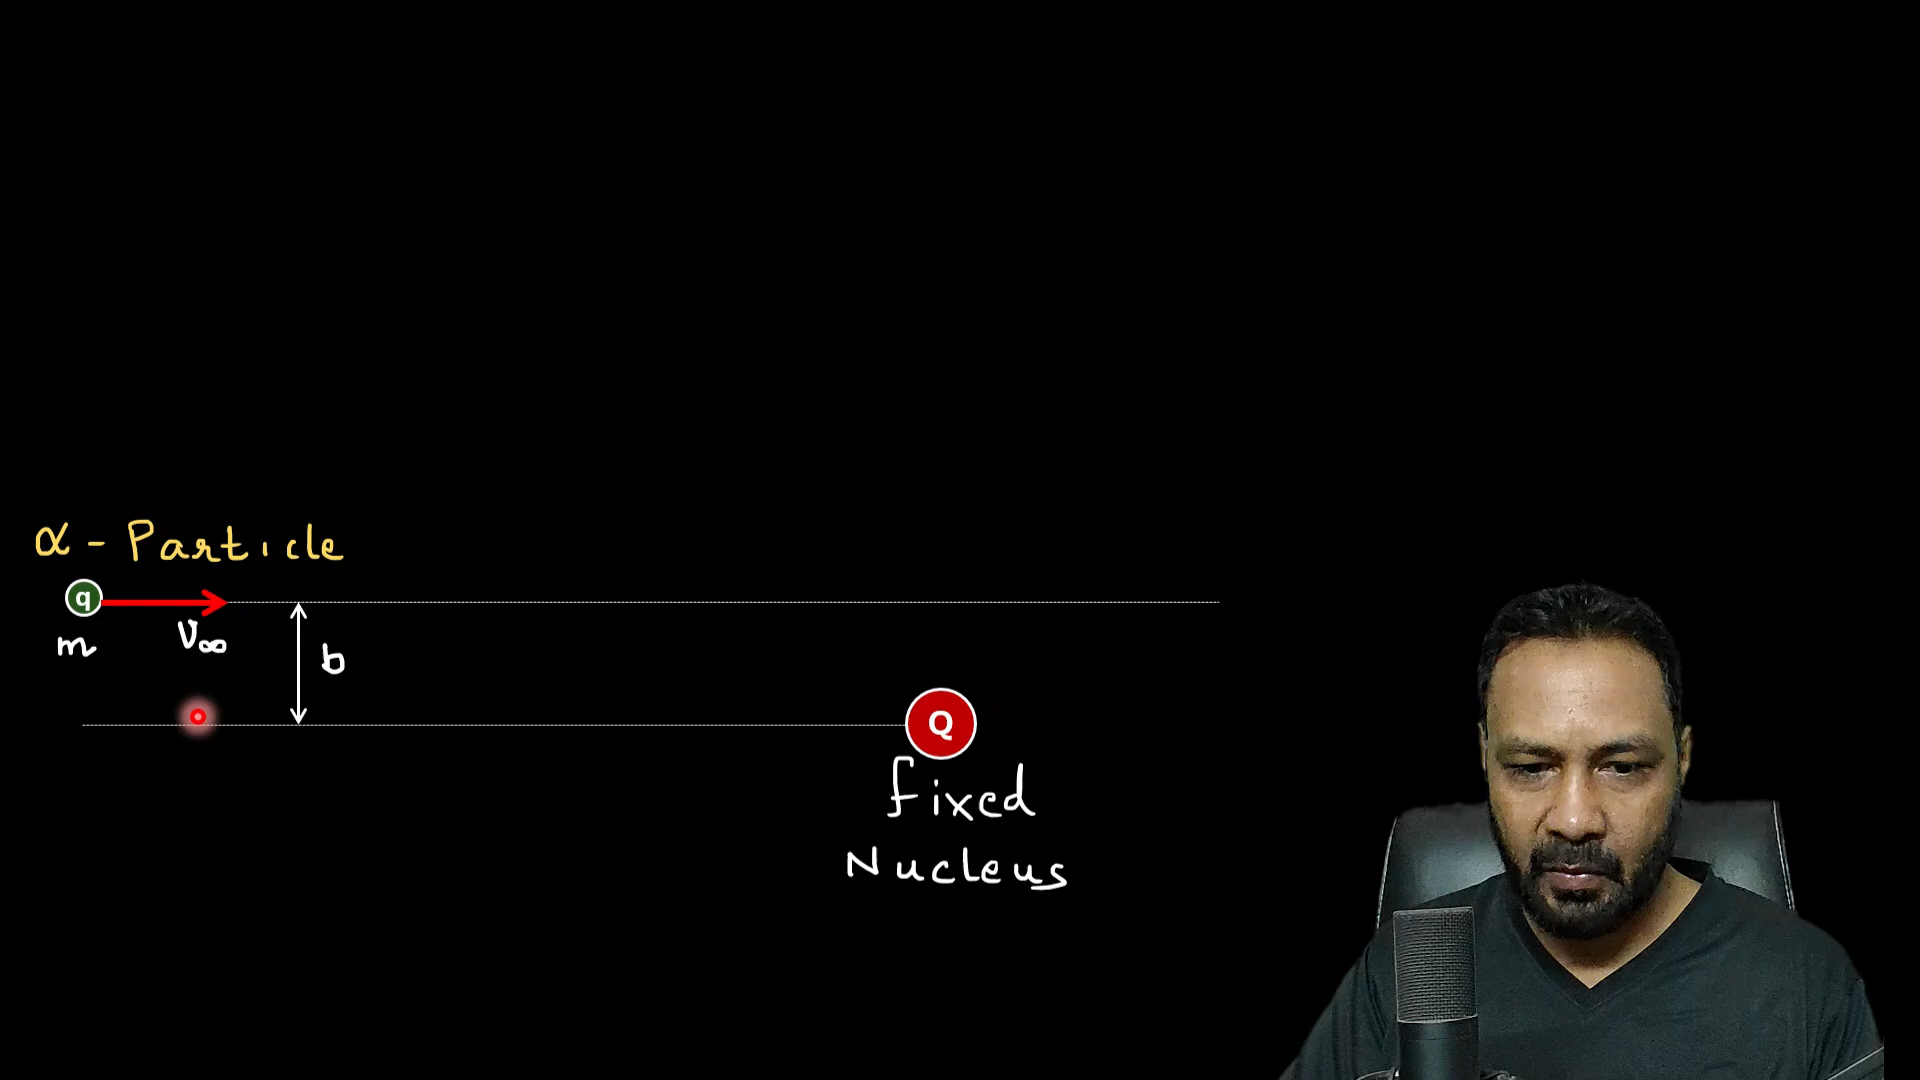 α - Particle
q
m
v∞
b
Q
fixed
Nucleus